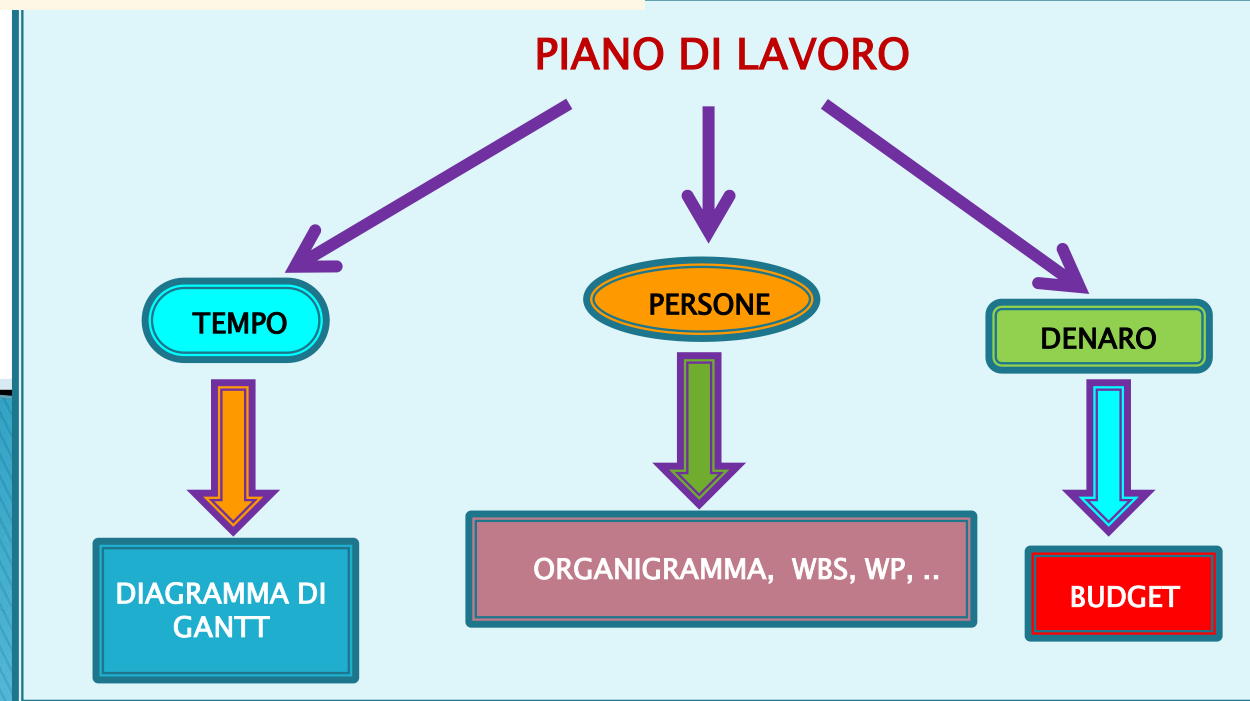 PIANO DI LAVORO
TEMPO
PERSONE
DENARO
DIAGRAMMA DI
GANTT
ORGANIGRAMMA, WBS, WP, ..
BUDGET